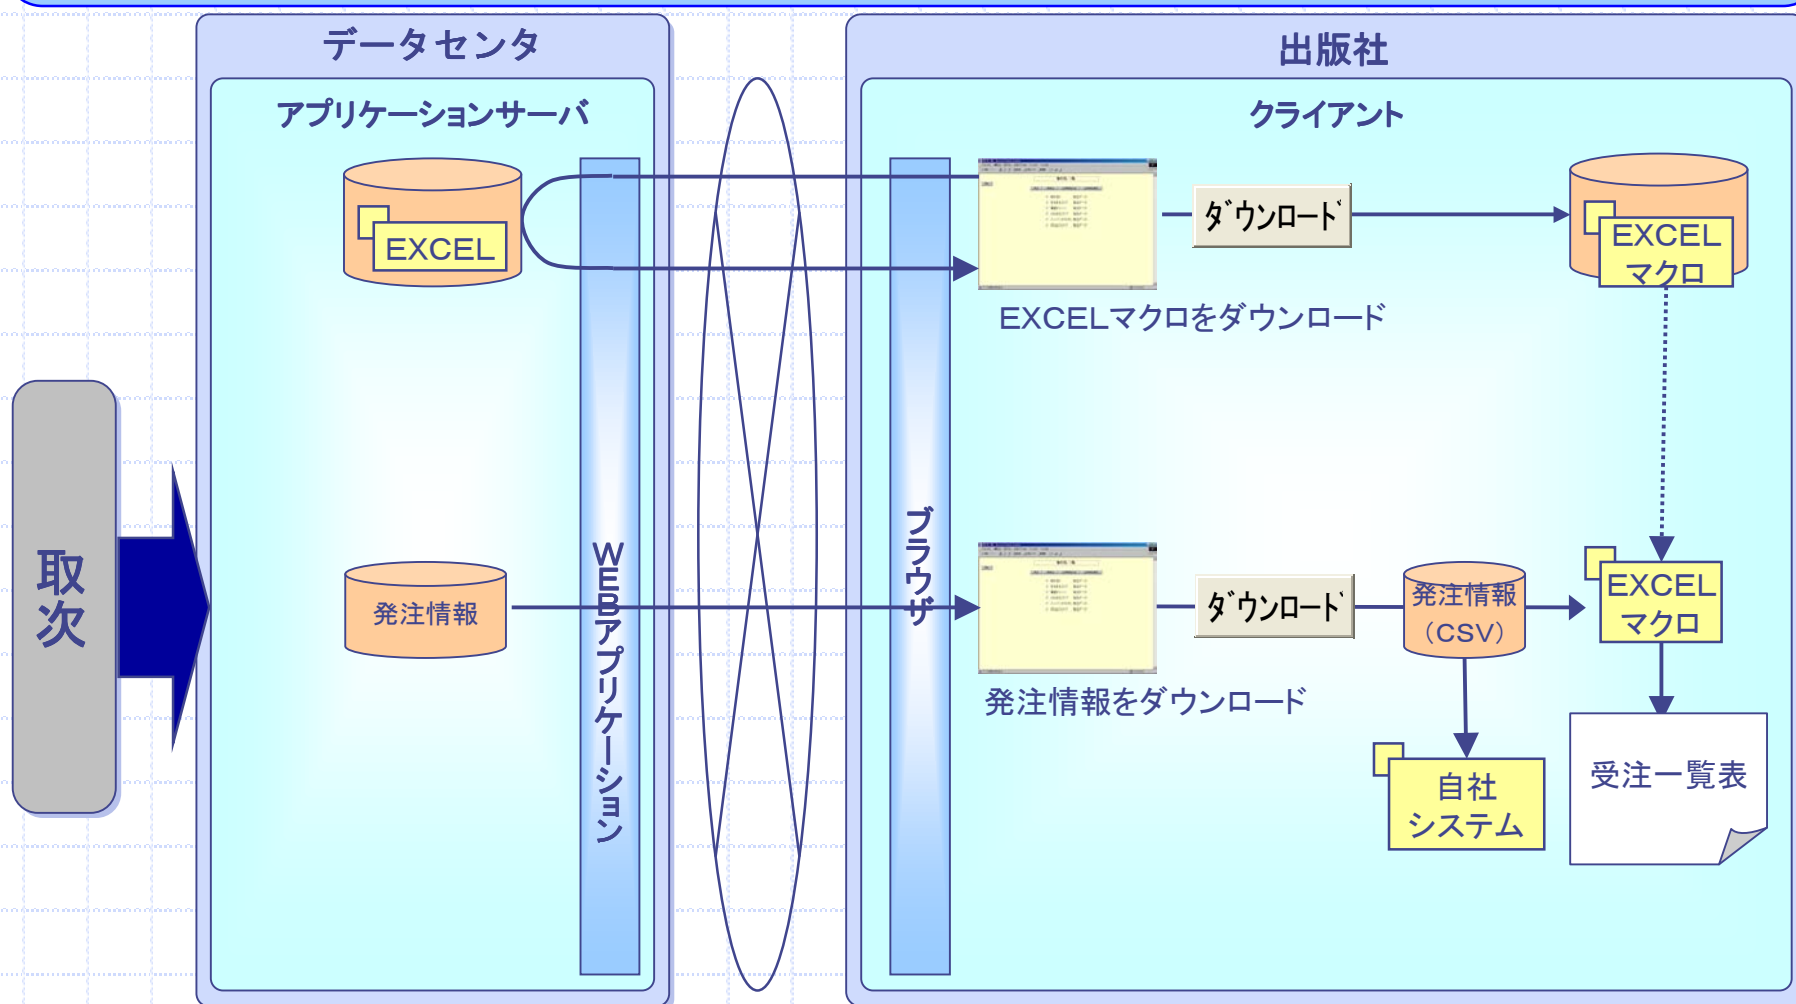 データセンタ
出版社
アプリケーションサーバ
クライアント
EXCEL
ダウンロード
EXCEL
マクロ
EXCELマクロをダウンロード
取次
WEBアプリケーション
ブラウザ
発注情報
ダウンロード
発注情報
（CSV）
EXCEL
マクロ
発注情報をダウンロード
自社
システム
受注一覧表